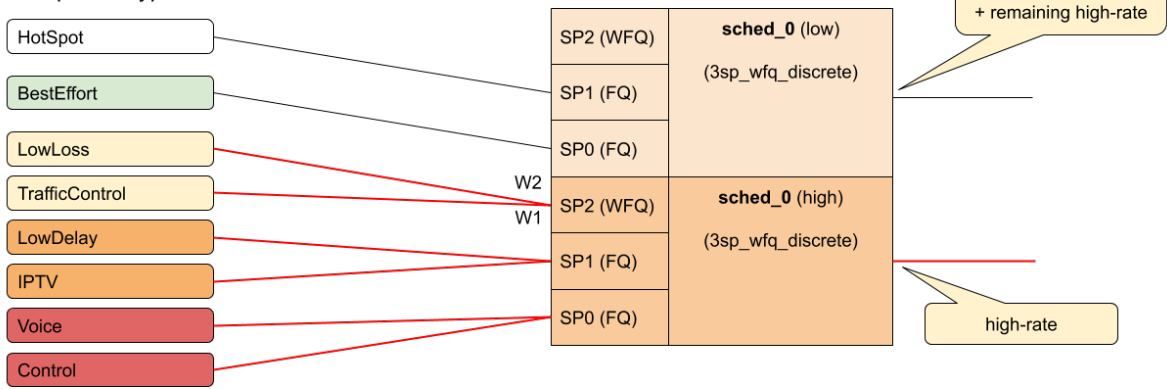 + remaining high-rate
HotSpot
SP2 (WFQ)
sched_0 (low)
(3sp_wfq_discrete)
BestEffort
SP1 (FQ)
LowLoss
SP0 (FQ)
W2
TrafficControl
SP2 (WFQ)
sched_0 (high)
W1
LowDelay
(3sp_wfq_discrete)
SP1 (FQ)
IPTV
Voice
SP0 (FQ)
high-rate
Control